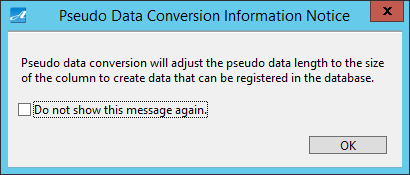 Pseudo Data Conversion Information Notice
Pseudo data conversion will adjust the pseudo data length to the size
of the column to create data that can be registered in the database.
Do not show this message again.
OK